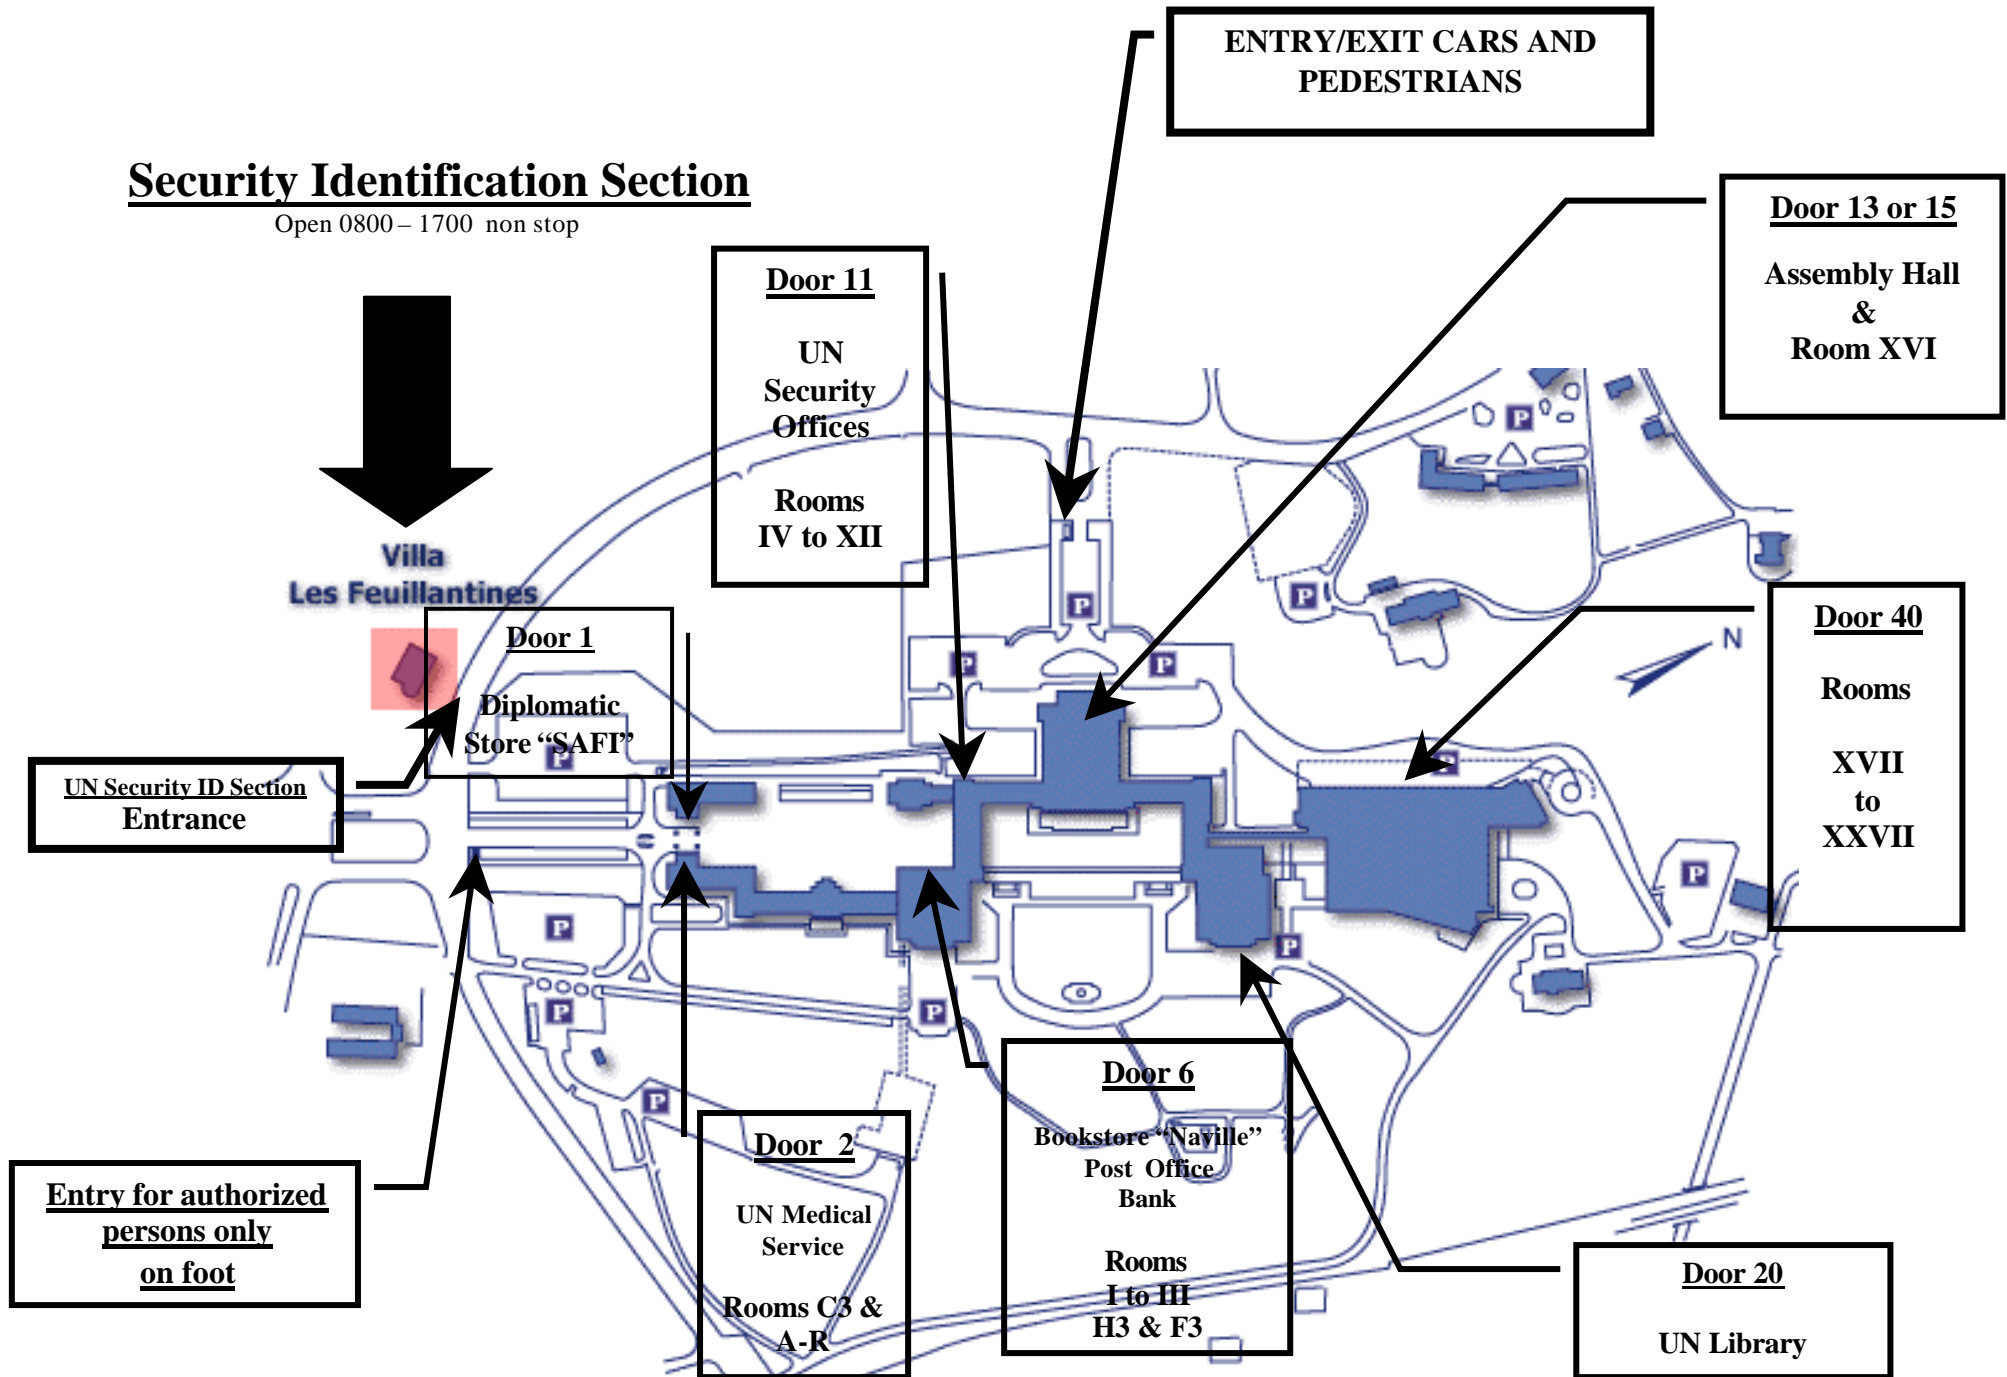 ENTRY/EXIT CARS AND
PEDESTRIANS
Security Identification Section
Open 0800 – 1700 non stop
Door 13 or 15
Assembly Hall
&
Room XVI
Door 11
UN
Security
Offices
Rooms
IV to XII
P
Villa
Les Feuillantines
P
P
Door 1
Diplomatic
Store “SAFI”
P
P
P
N
Door 40
Rooms
XVII
to
XXVII
P
P
UN Security ID Section
Entrance
P
P
P
P
P
P
Door 6
Bookstore “Naville”
Post Office
Bank
Rooms
I to III
H3 & F3
Door 2
UN Medical
Service
Rooms C3 &
A-R
Entry for authorized
persons only
on foot
Door 20
UN Library